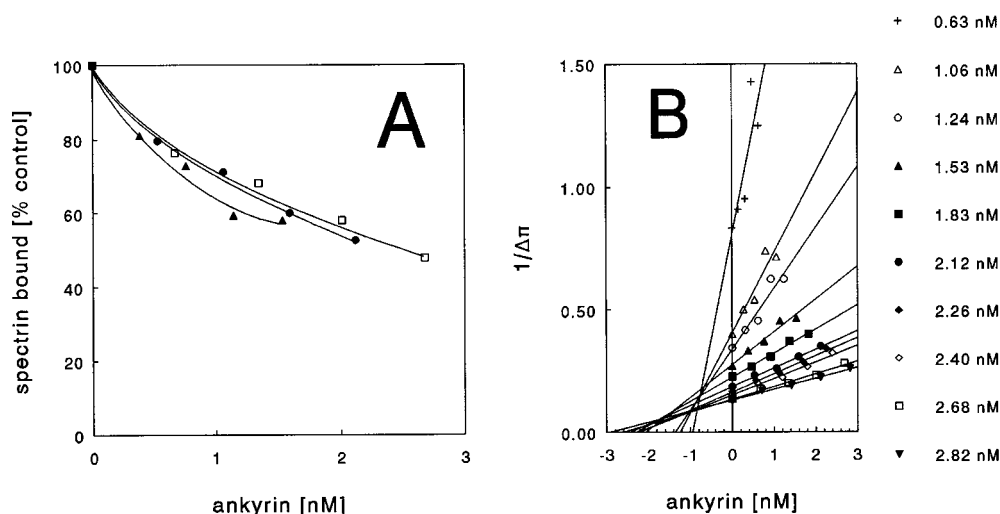 A
spectrin bound [% control]
100
80
60
40
20
0
0
1
2
3
ankyrin [nM]
B
1/Δπ
1.50
1.00
0.50
0.00
-3
-2
-1
0
1
2
3
ankyrin [nM]
0.63 nM
1.06 nM
1.24 nM
1.53 nM
1.83 nM
2.12 nM
2.26 nM
2.40 nM
2.68 nM
2.82 nM